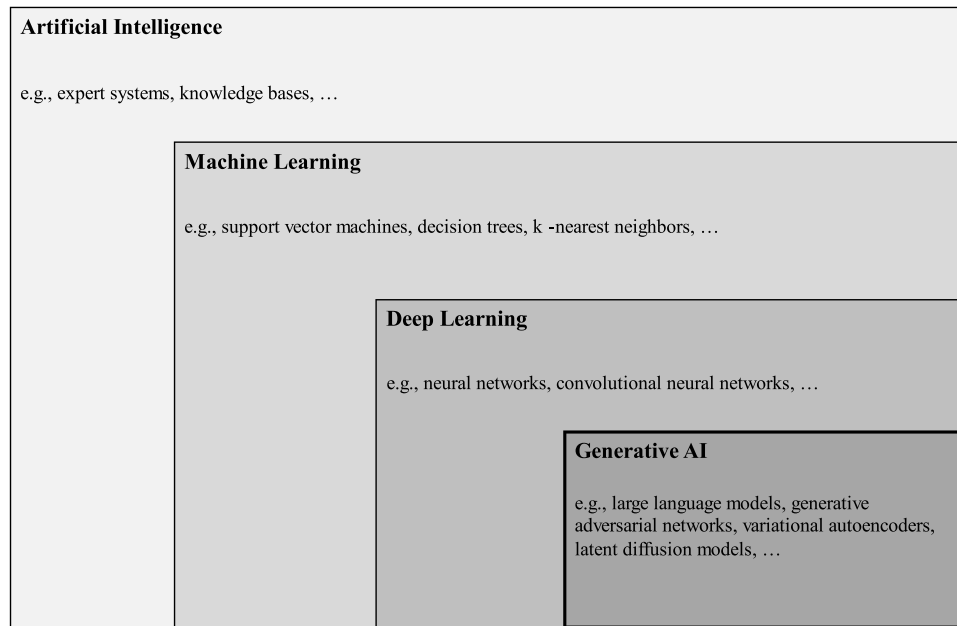 Artificial Intelligence
e.g., expert systems, knowledge bases, …
Machine Learning
e.g., support vector machines, decision trees, k -nearest neighbors, …
Deep Learning
e.g., neural networks, convolutional neural networks, …
Generative AI
e.g., large language models, generative
adversarial networks, variational autoencoders,
latent diffusion models, …